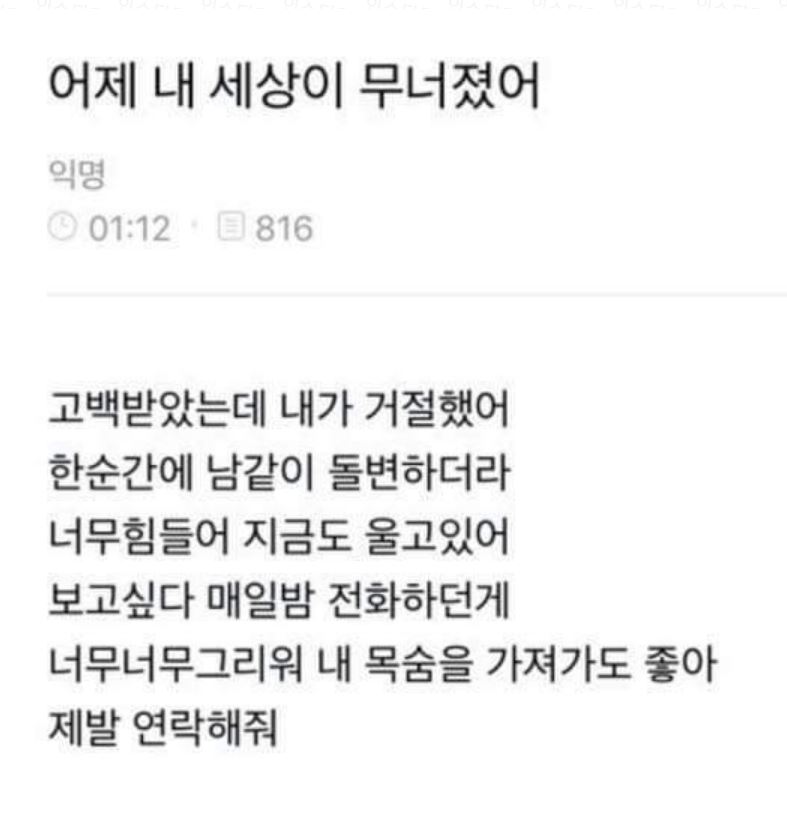 어제 내 세상이 무너졌어
익명
01:12 · 816
고백받았는데 내가 거절했어
한순간에 남같이 돌변하더라
너무힘들어 지금도 울고있어
보고싶다 매일밤 전화하던게
너무너무그리워 내 목숨을 가져가도 좋아
제발 연락해줘